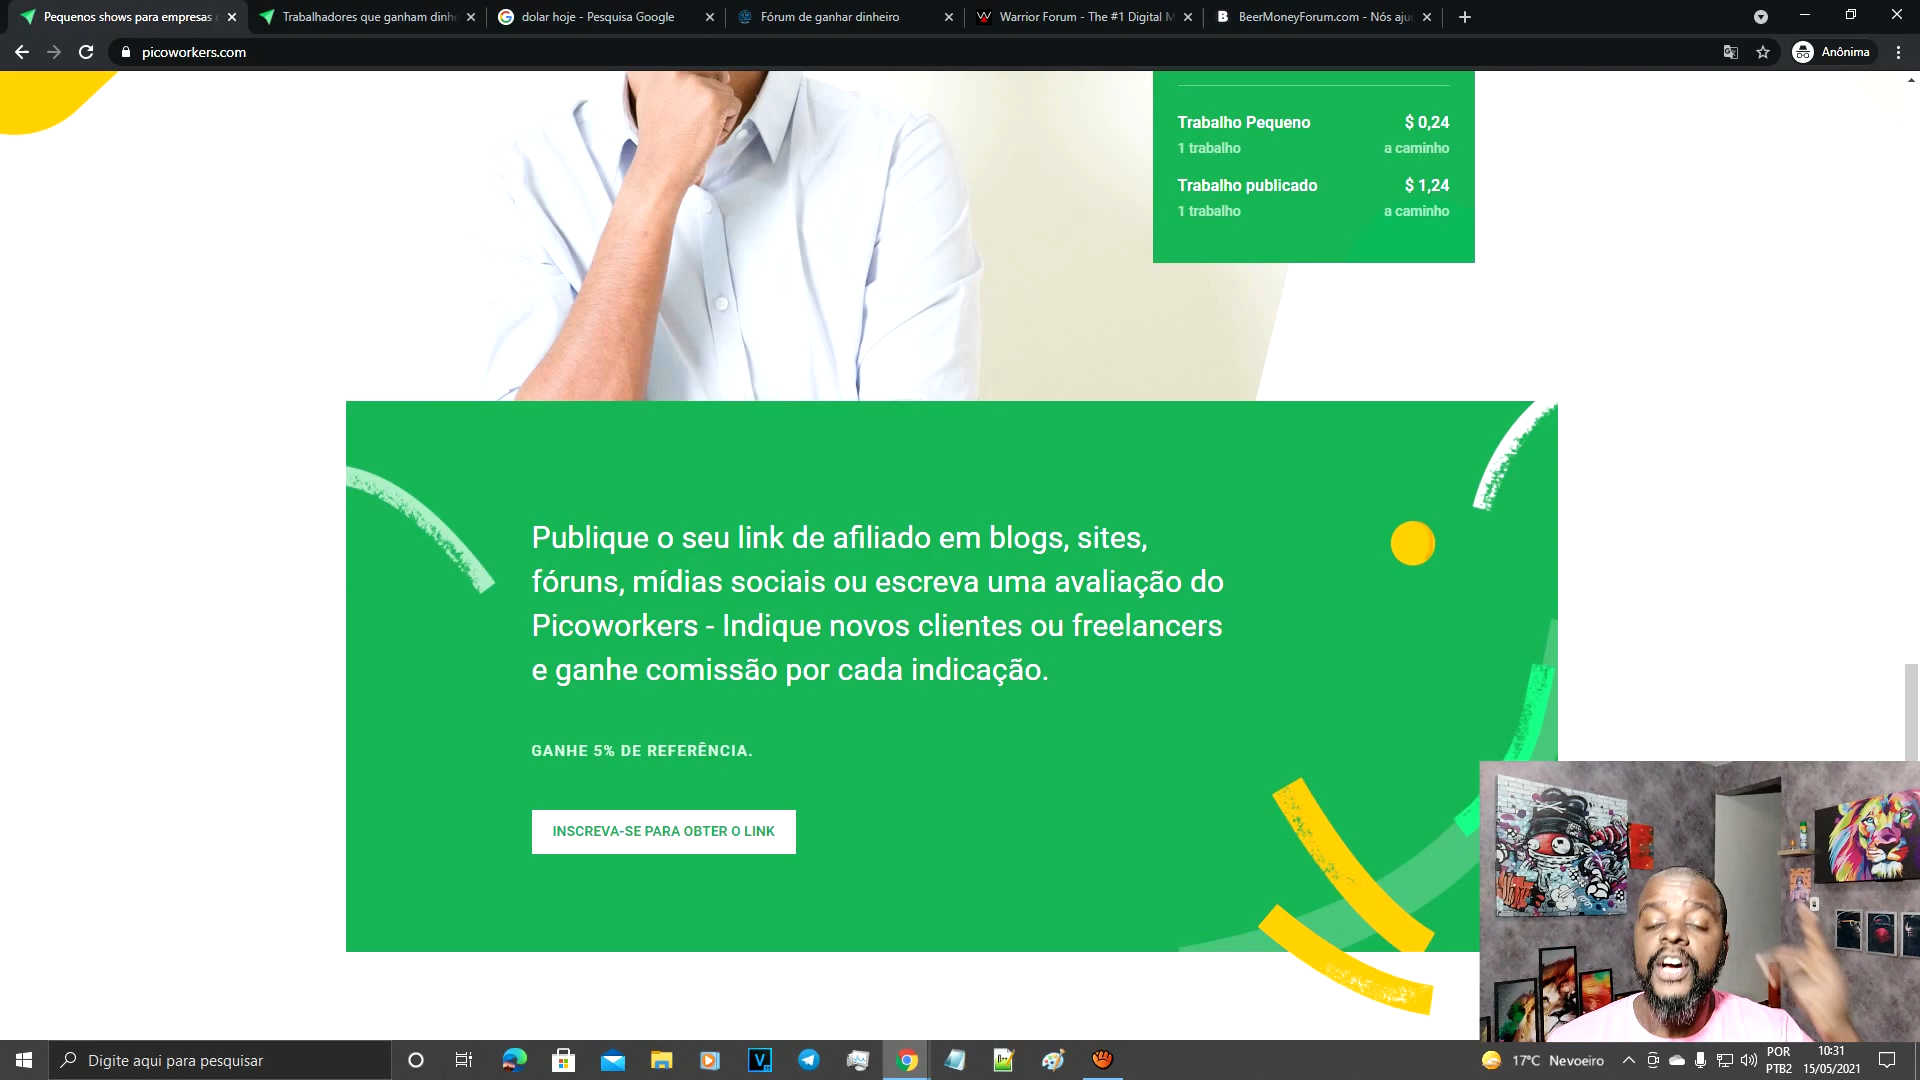 Pequenos shows para empresas
Trabalhadores que ganham dinhe
dolar hoje - Pesquisa Google
Fórum de ganhar dinheiro
Warrior Forum - The #1 Digital M
BeerMoneyForum.com - Nós aju
picoworkers.com
Anônima
Trabalho Pequeno $ 0,24
1 trabalho a caminho
Trabalho publicado $ 1,24
1 trabalho a caminho
Publique o seu link de afiliado em blogs, sites,
fóruns, mídias sociais ou escreva uma avaliação do
Picoworkers - Indique novos clientes ou freelancers
e ganhe comissão por cada indicação.
GANHE 5% DE REFERÊNCIA.
INSCREVA-SE PARA OBTER O LINK
Digite aqui para pesquisar
17°C Nevoeiro
POR
PTB2
10:31
15/05/2021